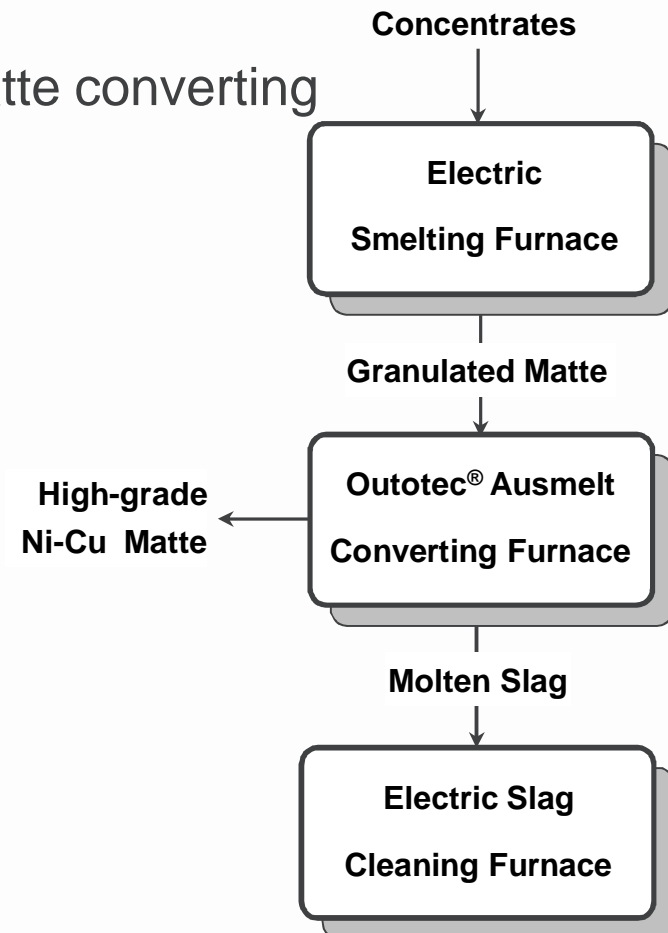 Concentrates
tte converting
Electric
Smelting Furnace
Granulated Matte
Outotec® Ausmelt
Converting Furnace
High-grade
Ni-Cu Matte
Molten Slag
Electric Slag
Cleaning Furnace